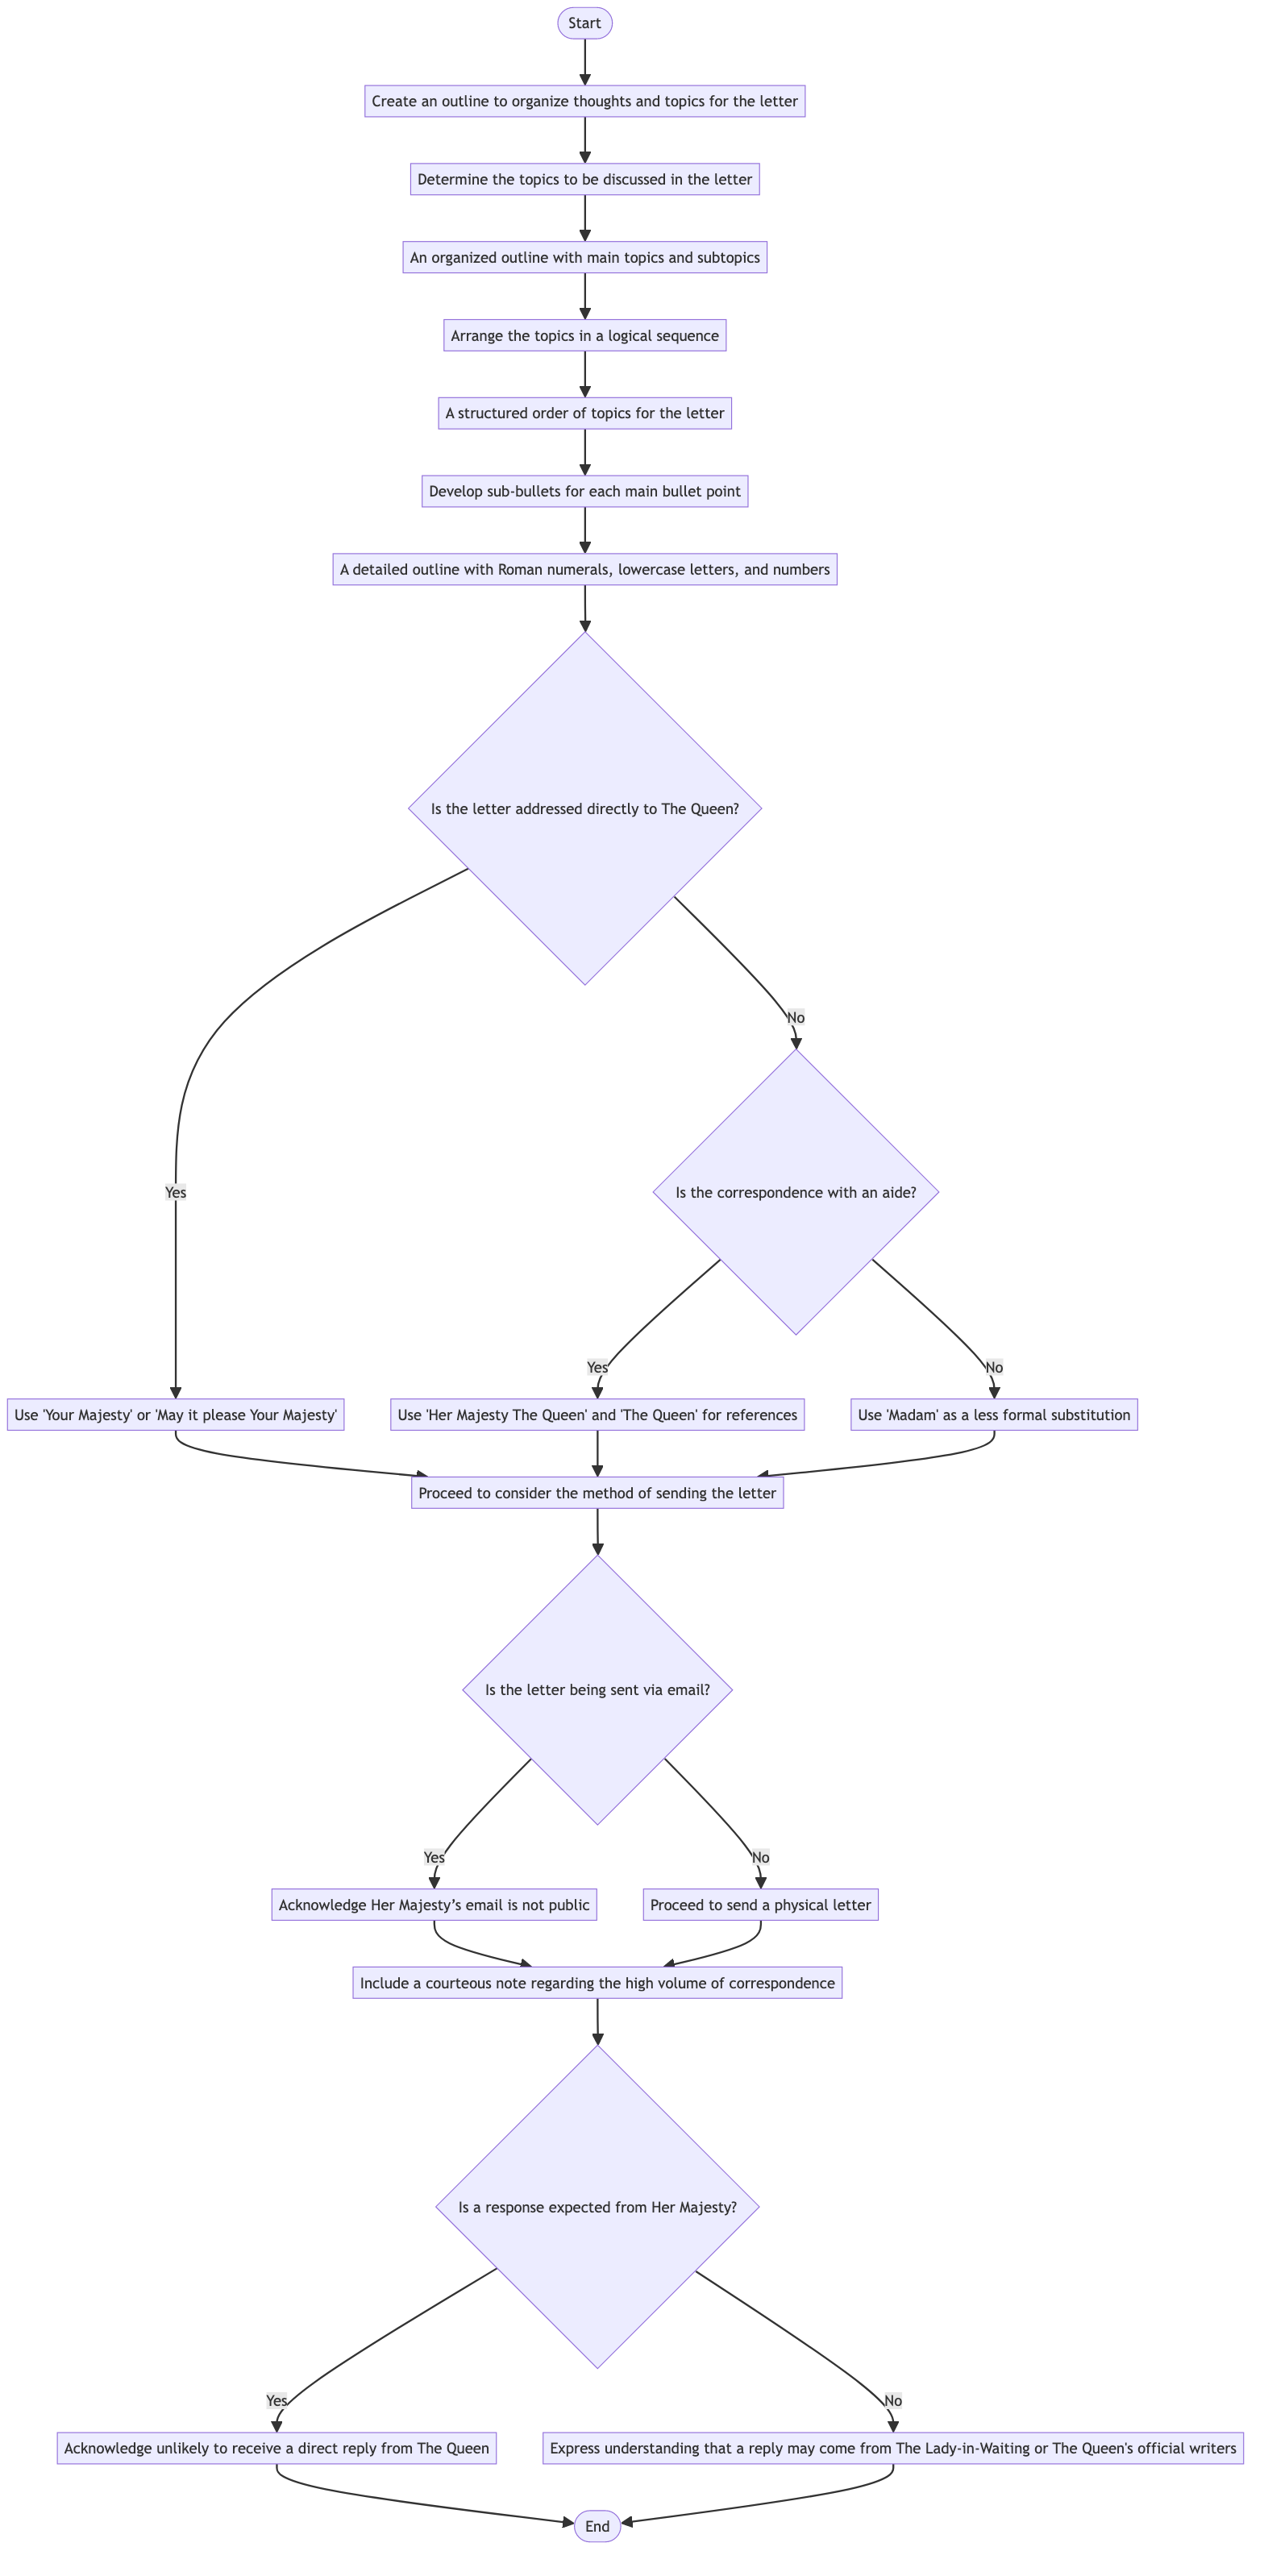 Start
Create an outline to organize thoughts and topics for the letter
Determine the topics to be discussed in the letter
An organized outline with main topics and subtopics
Arrange the topics in a logical sequence
A structured order of topics for the letter
Develop sub-bullets for each main bullet point
A detailed outline with Roman numerals, lowercase letters, and numbers
Is the letter addressed directly to The Queen?
No
Yes
Is the correspondence with an aide?
Yes
No
Use 'Your Majesty' or 'May it please Your Majesty'
Use 'Her Majesty The Queen' and 'The Queen' for references
Use 'Madam' as a less formal substitution
Proceed to consider the method of sending the letter
Is the letter being sent via email?
Yes
No
Acknowledge Her Majesty’s email is not public
Proceed to send a physical letter
Include a courteous note regarding the high volume of correspondence
Is a response expected from Her Majesty?
Yes
No
Acknowledge unlikely to receive a direct reply from The Queen
Express understanding that a reply may come from The Lady-in-Waiting or The Queen's official writers
End